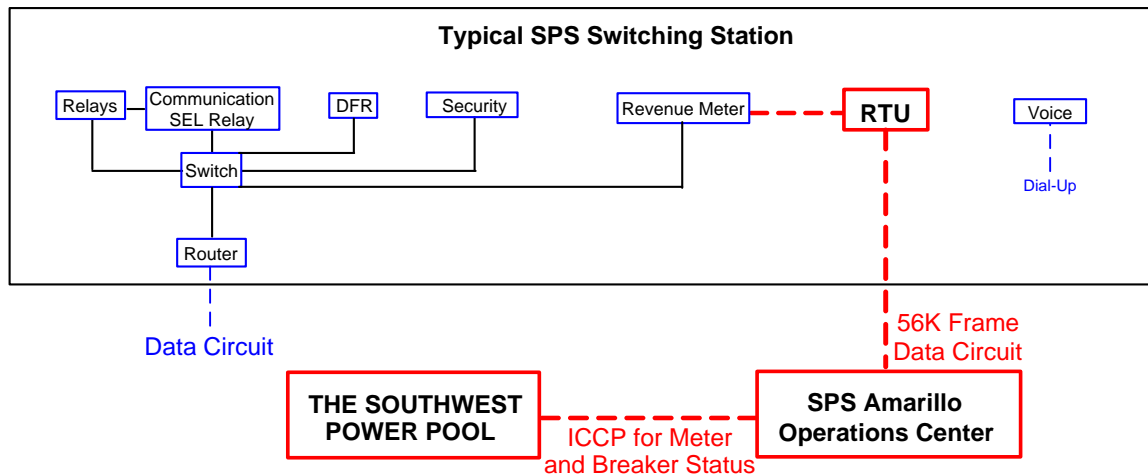 Typical SPS Switching Station
Relays
Communication
SEL Relay
DFR
Security
Revenue Meter
RTU
Voice
Switch
Dial-Up
Router
Data Circuit
56K Frame
Data Circuit
THE SOUTHWEST
POWER POOL
ICCP for Meter
and Breaker Status
SPS Amarillo
Operations Center